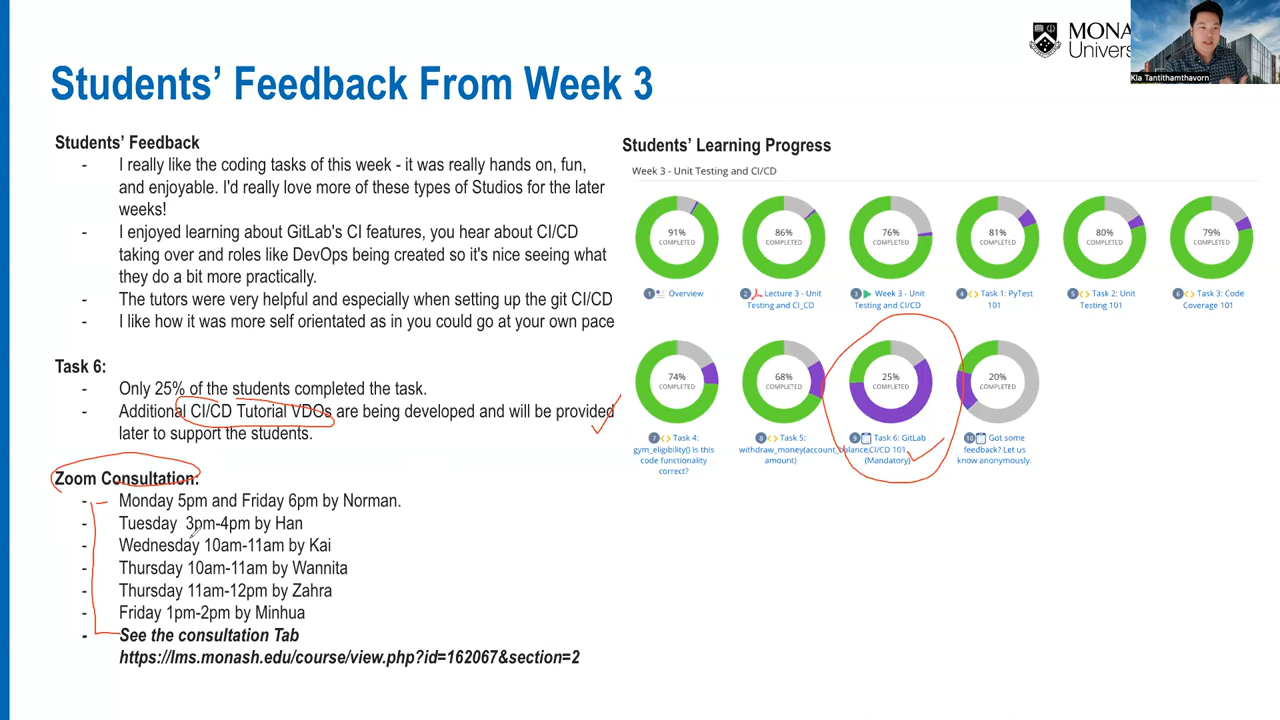 MONA
Univers
Kla Tantithamthavorn
Students' Feedback From Week 3
Students' Feedback
- I really like the coding tasks of this week - it was really hands on, fun,
and enjoyable. I'd really love more of these types of Studios for the later
weeks!
- I enjoyed learning about GitLab's CI features, you hear about CI/CD
taking over and roles like DevOps being created so it's nice seeing what
they do a bit more practically.
- The tutors were very helpful and especially when setting up the git CI/CD
- I like how it was more self orientated as in you could go at your own pace
Task 6:
- Only 25% of the students completed the task.
- Additional CI/CD Tutorial VDOs are being developed and will be provided
later to support the students.
Zoom Consultation:
- Monday 5pm and Friday 6pm by Norman.
- Tuesday 3pm-4pm by Han
- Wednesday 10am-11am by Kai
- Thursday 10am-11am by Wannita
- Thursday 11am-12pm by Zahra
- Friday 1pm-2pm by Minhua
- See the consultation Tab
https://lms.monash.edu/course/view.php?id=162067&section=2
Students' Learning Progress
Week 3 - Unit Testing and CI/CD
91%
COMPLETED
86%
COMPLETED
76%
COMPLETED
81%
COMPLETED
80%
COMPLETED
79%
COMPLETED
1 Overview
2 Lecture 3 - Unit
Testing and CI_CD
3 Week 3 - Unit
Testing and CI/CD
4 Task 1: PyTest
101
5 Task 2: Unit
Testing 101
6 Task 3: Code
Coverage 101
74%
COMPLETED
68%
COMPLETED
25%
COMPLETED
20%
COMPLETED
7 Task 4:
gym_eligibility() Is this
code functionality
correct?
8 Task 5:
withdraw_money(account_balance,
amount)
9 Task 6: GitLab
CI/CD 101
(Mandatory)
10 Got some
feedback? Let us
know anonymously.